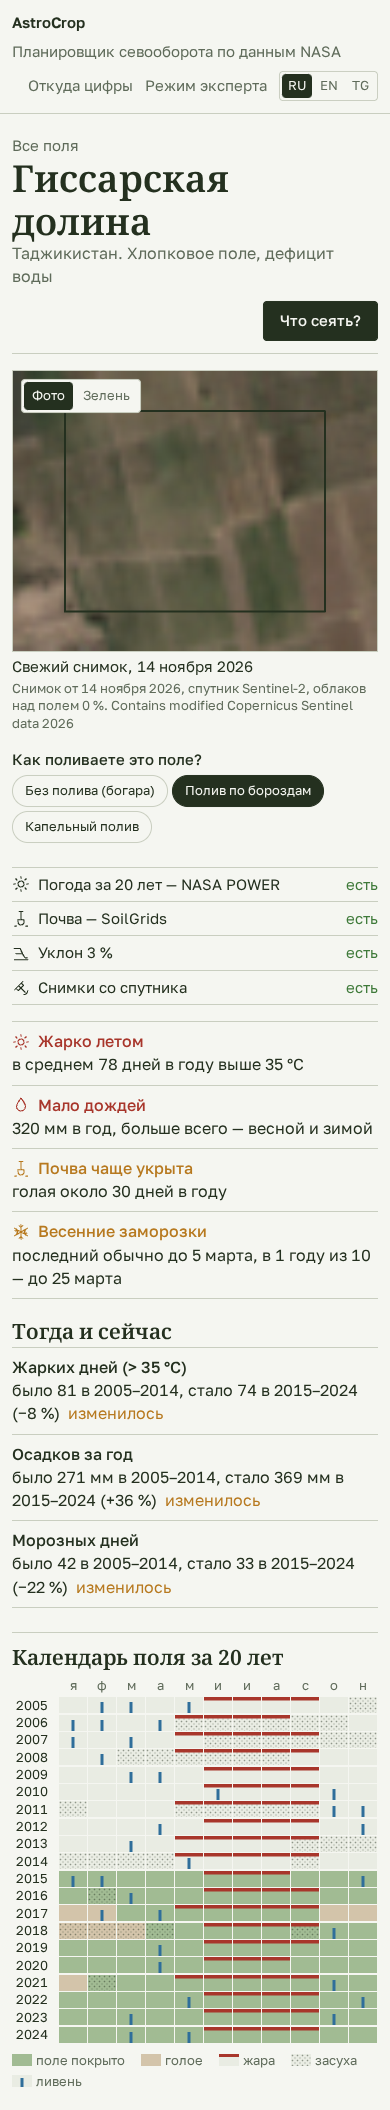 AstroCrop
Планировщик севооборота по данным NASA
Откуда цифры Режим эксперта RU EN TG
Все поля
Гиссарская
долина
Таджикистан. Хлопковое поле, дефицит
воды
Что сеять?
Фото Зелень
Свежий снимок, 14 ноября 2026
Снимок от 14 ноября 2026, спутник Sentinel-2, облаков
над полем 0 %. Contains modified Copernicus Sentinel
data 2026
Как поливаете это поле?
Без полива (богара) Полив по бороздам
Капельный полив
Погода за 20 лет — NASA POWER есть
Почва — SoilGrids есть
Уклон 3 % есть
Снимки со спутника есть
Жарко летом
в среднем 78 дней в году выше 35 °C
Мало дождей
320 мм в год, больше всего — весной и зимой
Почва чаще укрыта
голая около 30 дней в году
Весенние заморозки
последний обычно до 5 марта, в 1 году из 10
— до 25 марта
Тогда и сейчас
Жарких дней (> 35 °C)
было 81 в 2005–2014, стало 74 в 2015–2024
(−8 %) изменилось
Осадков за год
было 271 мм в 2005–2014, стало 369 мм в
2015–2024 (+36 %) изменилось
Морозных дней
было 42 в 2005–2014, стало 33 в 2015–2024
(−22 %) изменилось
Календарь поля за 20 лет
я ф м а м и и а с о н
2005
2006
2007
2008
2009
2010
2011
2012
2013
2014
2015
2016
2017
2018
2019
2020
2021
2022
2023
2024
поле покрыто голое жара засуха
ливень